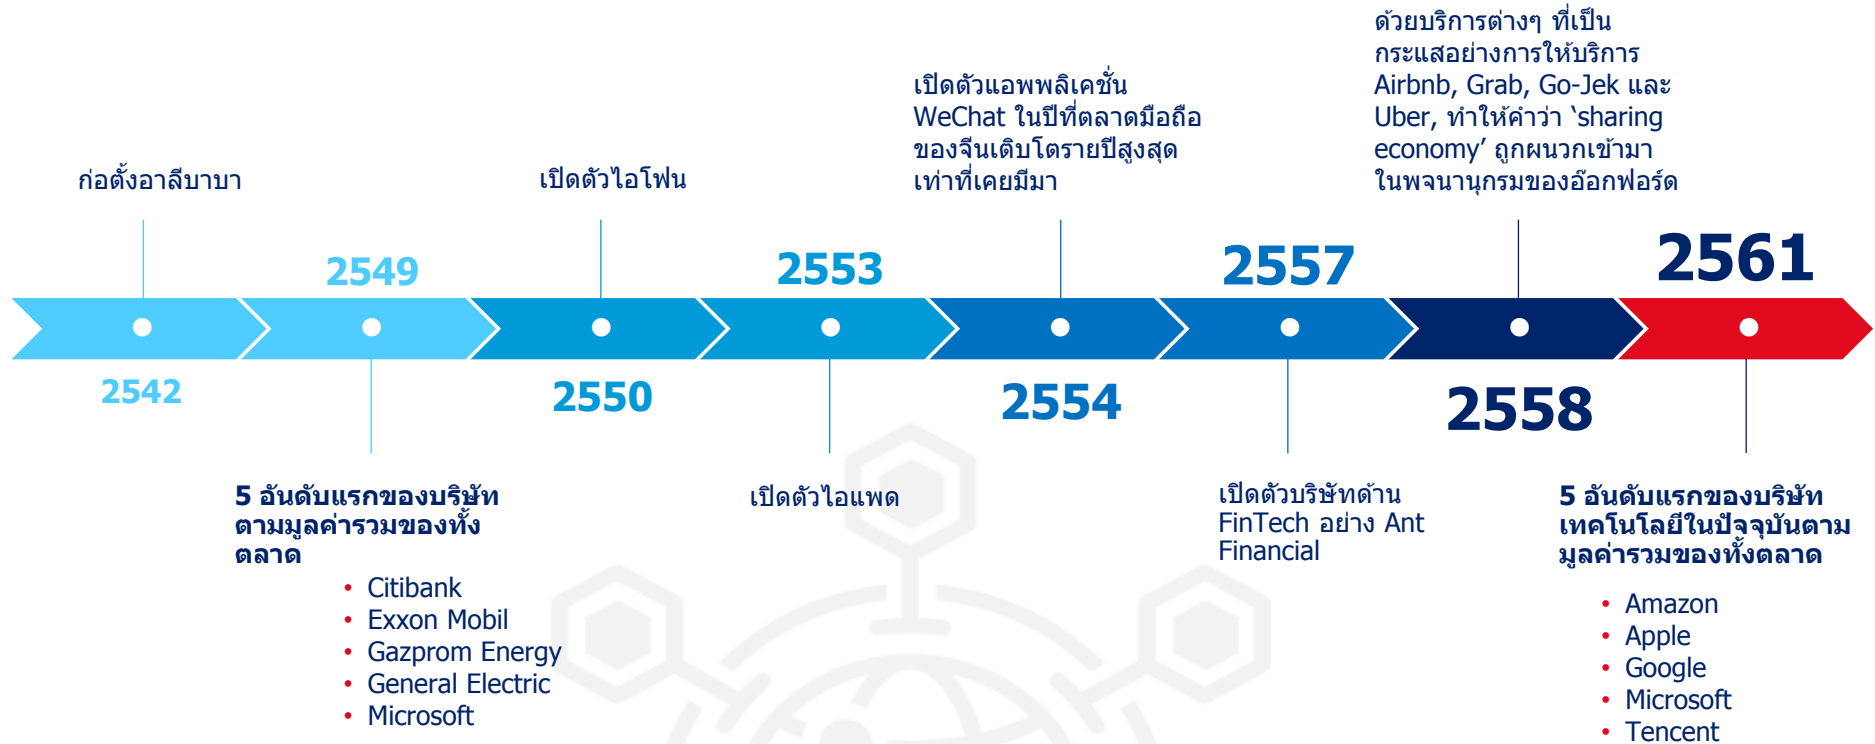 ก่อตั้งอาลีบาบา
2542
2549
5 อันดับแรกของบริษัท
ตามมูลค่ารวมของทั้ง
ตลาด
• Citibank
• Exxon Mobil
• Gazprom Energy
• General Electric
• Microsoft
เปิดตัวไอโฟน
2550
2553
เปิดตัวไอแพด
เปิดตัวแอพพลิเคชั่น
WeChat ในปีที่ตลาดมือถือ
ของจีนเติบโตรายปีสูงสุด
เท่าที่เคยมีมา
2554
2557
เปิดตัวบริษัทด้าน
FinTech อย่าง Ant
Financial
ด้วยบริการต่างๆ ที่เป็น
กระแสอย่างการให้บริการ
Airbnb, Grab, Go-Jek และ
Uber, ทำให้คำว่า ‘sharing
economy’ ถูกผนวกเข้ามา
ในพจนานุกรมของอ๊อกฟอร์ด
2558
2561
5 อันดับแรกของบริษัท
เทคโนโลยีในปัจจุบันตาม
มูลค่ารวมของทั้งตลาด
• Amazon
• Apple
• Google
• Microsoft
• Tencent